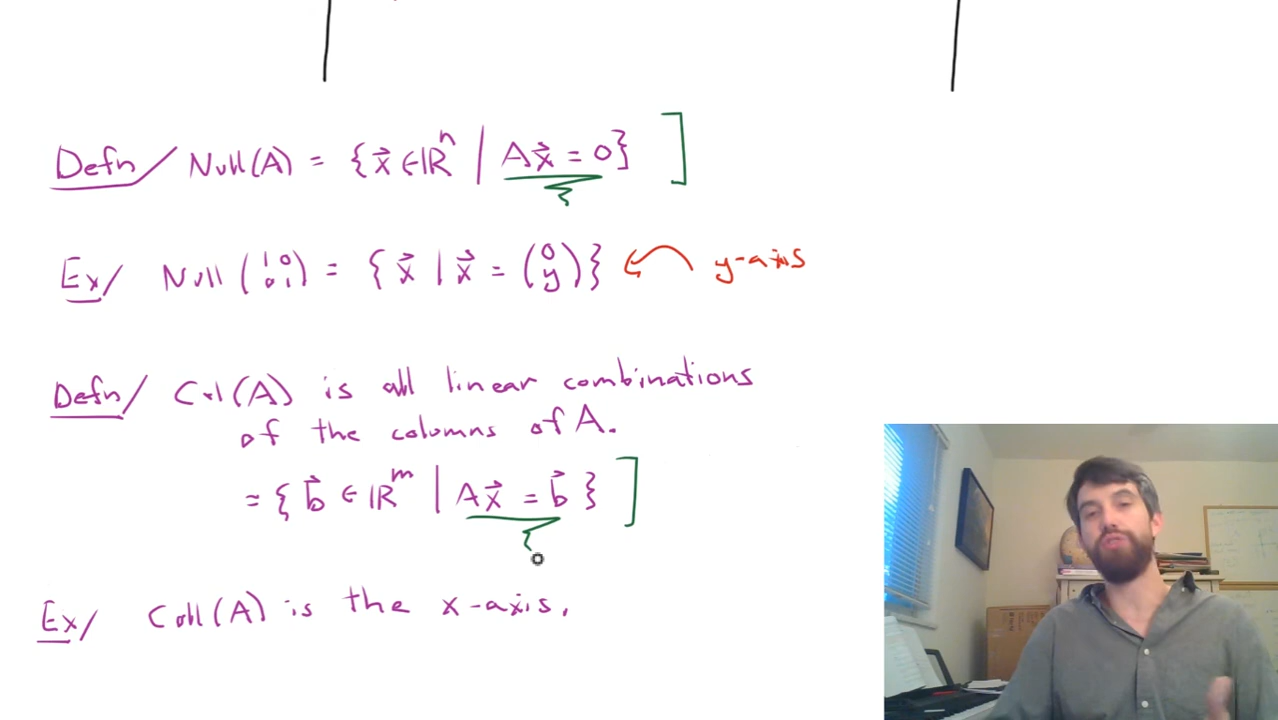 Defn/ Null(A) = {x⃗ ∈ ℝⁿ | Ax⃗ = 0}
Ex/ Null (1 0
0 1) = {x⃗ | x⃗ = (0
y)} y-axis
Defn/ Col(A) is all linear combinations
of the columns of A.
= {b⃗ ∈ ℝᵐ | Ax⃗ = b⃗}
Ex/ Coll(A) is the x-axis.